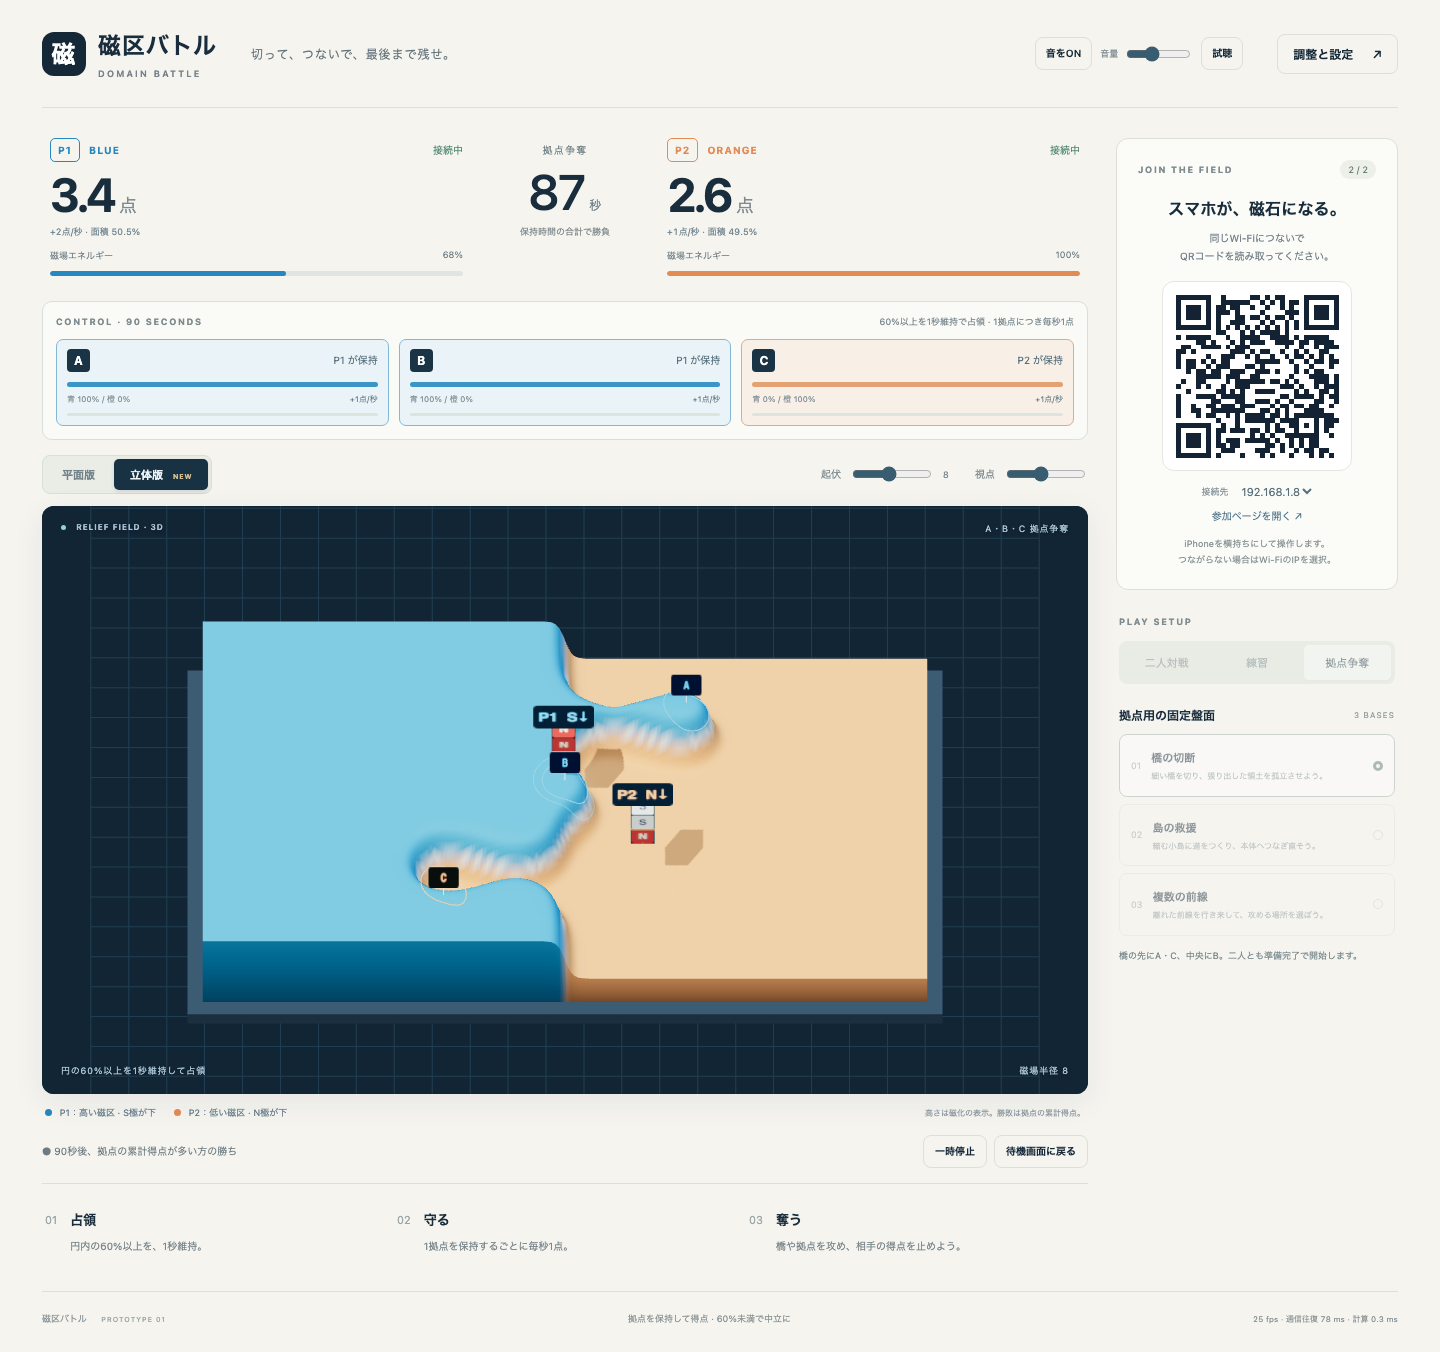 磁
磁区バトル
DOMAIN BATTLE
切って、つないで、最後まで残せ。
音をON
音量
試聴
調整と設定 ↗
P1 BLUE
接続中
3.4点
+2点/秒 · 面積 50.5%
磁場エネルギー
68%
拠点争奪
87 秒
保持時間の合計で勝負
P2 ORANGE
接続中
2.6点
+1点/秒 · 面積 49.5%
磁場エネルギー
100%
CONTROL · 90 SECONDS
60%以上を1秒維持で占領 · 1拠点につき毎秒1点
A
P1 が保持
青 100% / 橙 0%
+1点/秒
B
P1 が保持
青 100% / 橙 0%
+1点/秒
C
P2 が保持
青 0% / 橙 100%
+1点/秒
平面版
立体版 NEW
起伏
8
視点
RELIEF FIELD · 3D
A · B · C 拠点争奪
A
P1 S↓
N
B
P2 N↓
S
S
N
C
円の60%以上を1秒維持して占領
磁場半径 8
P1：高い磁区 · S極が下
P2：低い磁区 · N極が下
高さは磁化の表示。勝敗は拠点の累計得点。
90秒後、拠点の累計得点が多い方の勝ち
一時停止
待機画面に戻る
01 占領
円内の60%以上を、1秒維持。
02 守る
1拠点を保持するごとに毎秒1点。
03 奪う
橋や拠点を攻め、相手の得点を止めよう。
JOIN THE FIELD
2 / 2
スマホが、磁石になる。
同じWi-Fiにつないで
QRコードを読み取ってください。
接続先 192.168.1.8
参加ページを開く ↗
iPhoneを横持ちにして操作します。
つながらない場合はWi-FiのIPを選択。
PLAY SETUP
二人対戦
練習
拠点争奪
拠点用の固定盤面
3 BASES
01 橋の切断
細い橋を切り、張り出した領土を孤立させよう。
02 島の救援
縮む小島に道をつくり、本体へつなぎ直そう。
03 複数の前線
離れた前線を行き来して、攻める場所を選ぼう。
橋の先にA · C、中央にB。二人とも準備完了で開始します。
磁区バトル PROTOTYPE 01
拠点を保持して得点 · 60%未満で中立に
25 fps · 通信往復 78 ms · 計算 0.3 ms